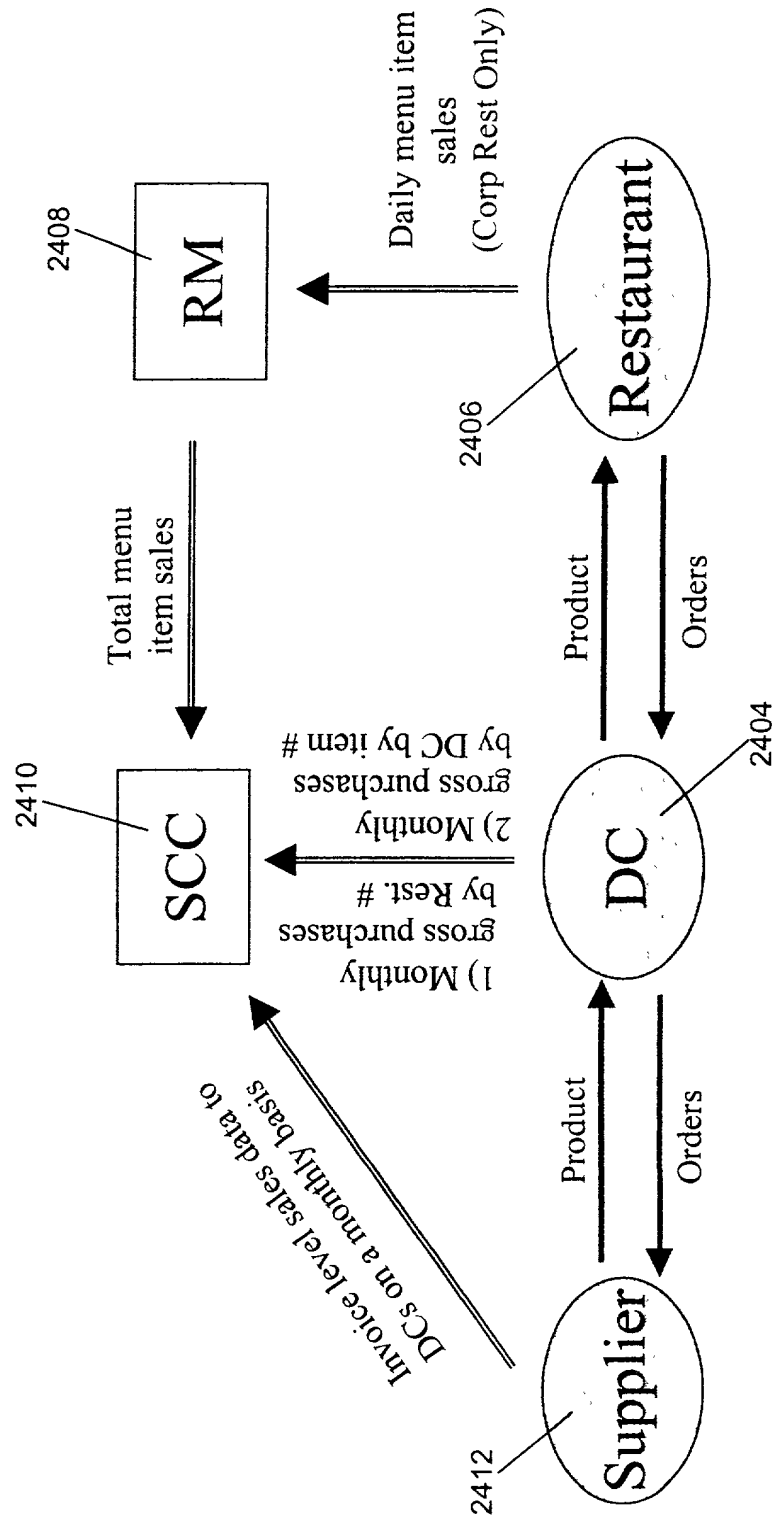 2408
RM
2410
SCC
Total menu
item sales
Daily menu item
sales
(Corp Rest Only)
Invoice level sales data to
DCs on a monthly basis
1) Monthly
gross purchases
by Rest. #
2) Monthly
gross purchases
by DC by item #
2412
Supplier
Product
Orders
DC
2404
Product
Orders
2406
Restaurant